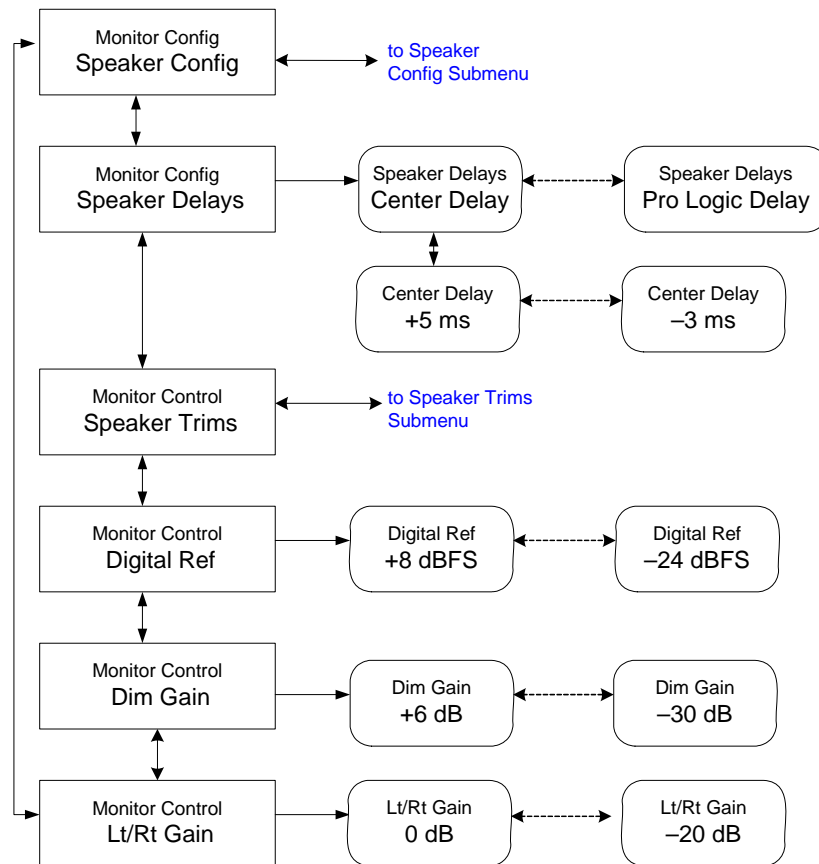 Monitor Config
Speaker Config
to Speaker
Config Submenu
Monitor Config
Speaker Delays
Speaker Delays
Center Delay
Speaker Delays
Pro Logic Delay
Center Delay
+5 ms
Center Delay
–3 ms
Monitor Control
Speaker Trims
to Speaker Trims
Submenu
Monitor Control
Digital Ref
Digital Ref
+8 dBFS
Digital Ref
–24 dBFS
Monitor Control
Dim Gain
Dim Gain
+6 dB
Dim Gain
–30 dB
Monitor Control
Lt/Rt Gain
Lt/Rt Gain
0 dB
Lt/Rt Gain
–20 dB